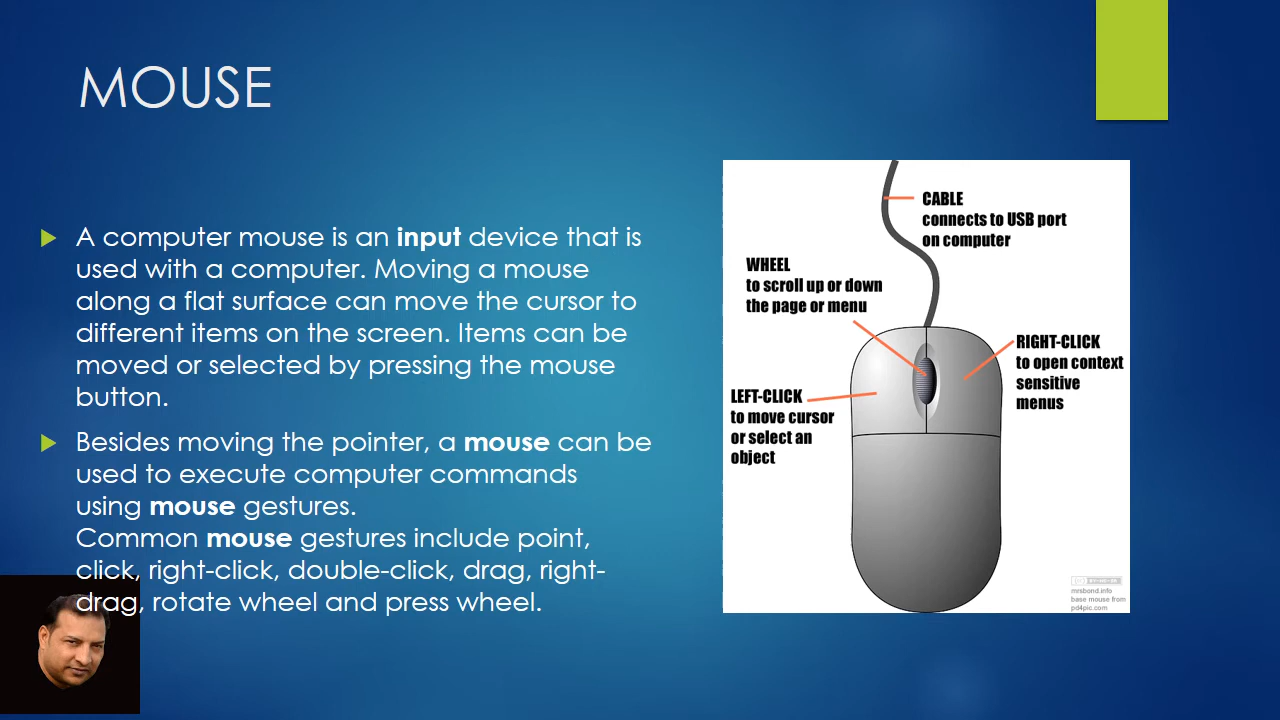 MOUSE
A computer mouse is an input device that is
used with a computer. Moving a mouse
along a flat surface can move the cursor to
different items on the screen. Items can be
moved or selected by pressing the mouse
button.
Besides moving the pointer, a mouse can be
used to execute computer commands
using mouse gestures.
Common mouse gestures include point,
click, right-click, double-click, drag, right-
drag, rotate wheel and press wheel.
CABLE
connects to USB port
on computer
WHEEL
to scroll up or down
the page or menu
RIGHT-CLICK
to open context
sensitive
menus
LEFT-CLICK
to move cursor
or select an
object
mrsbond.info
base mouse from
pd4pic.com